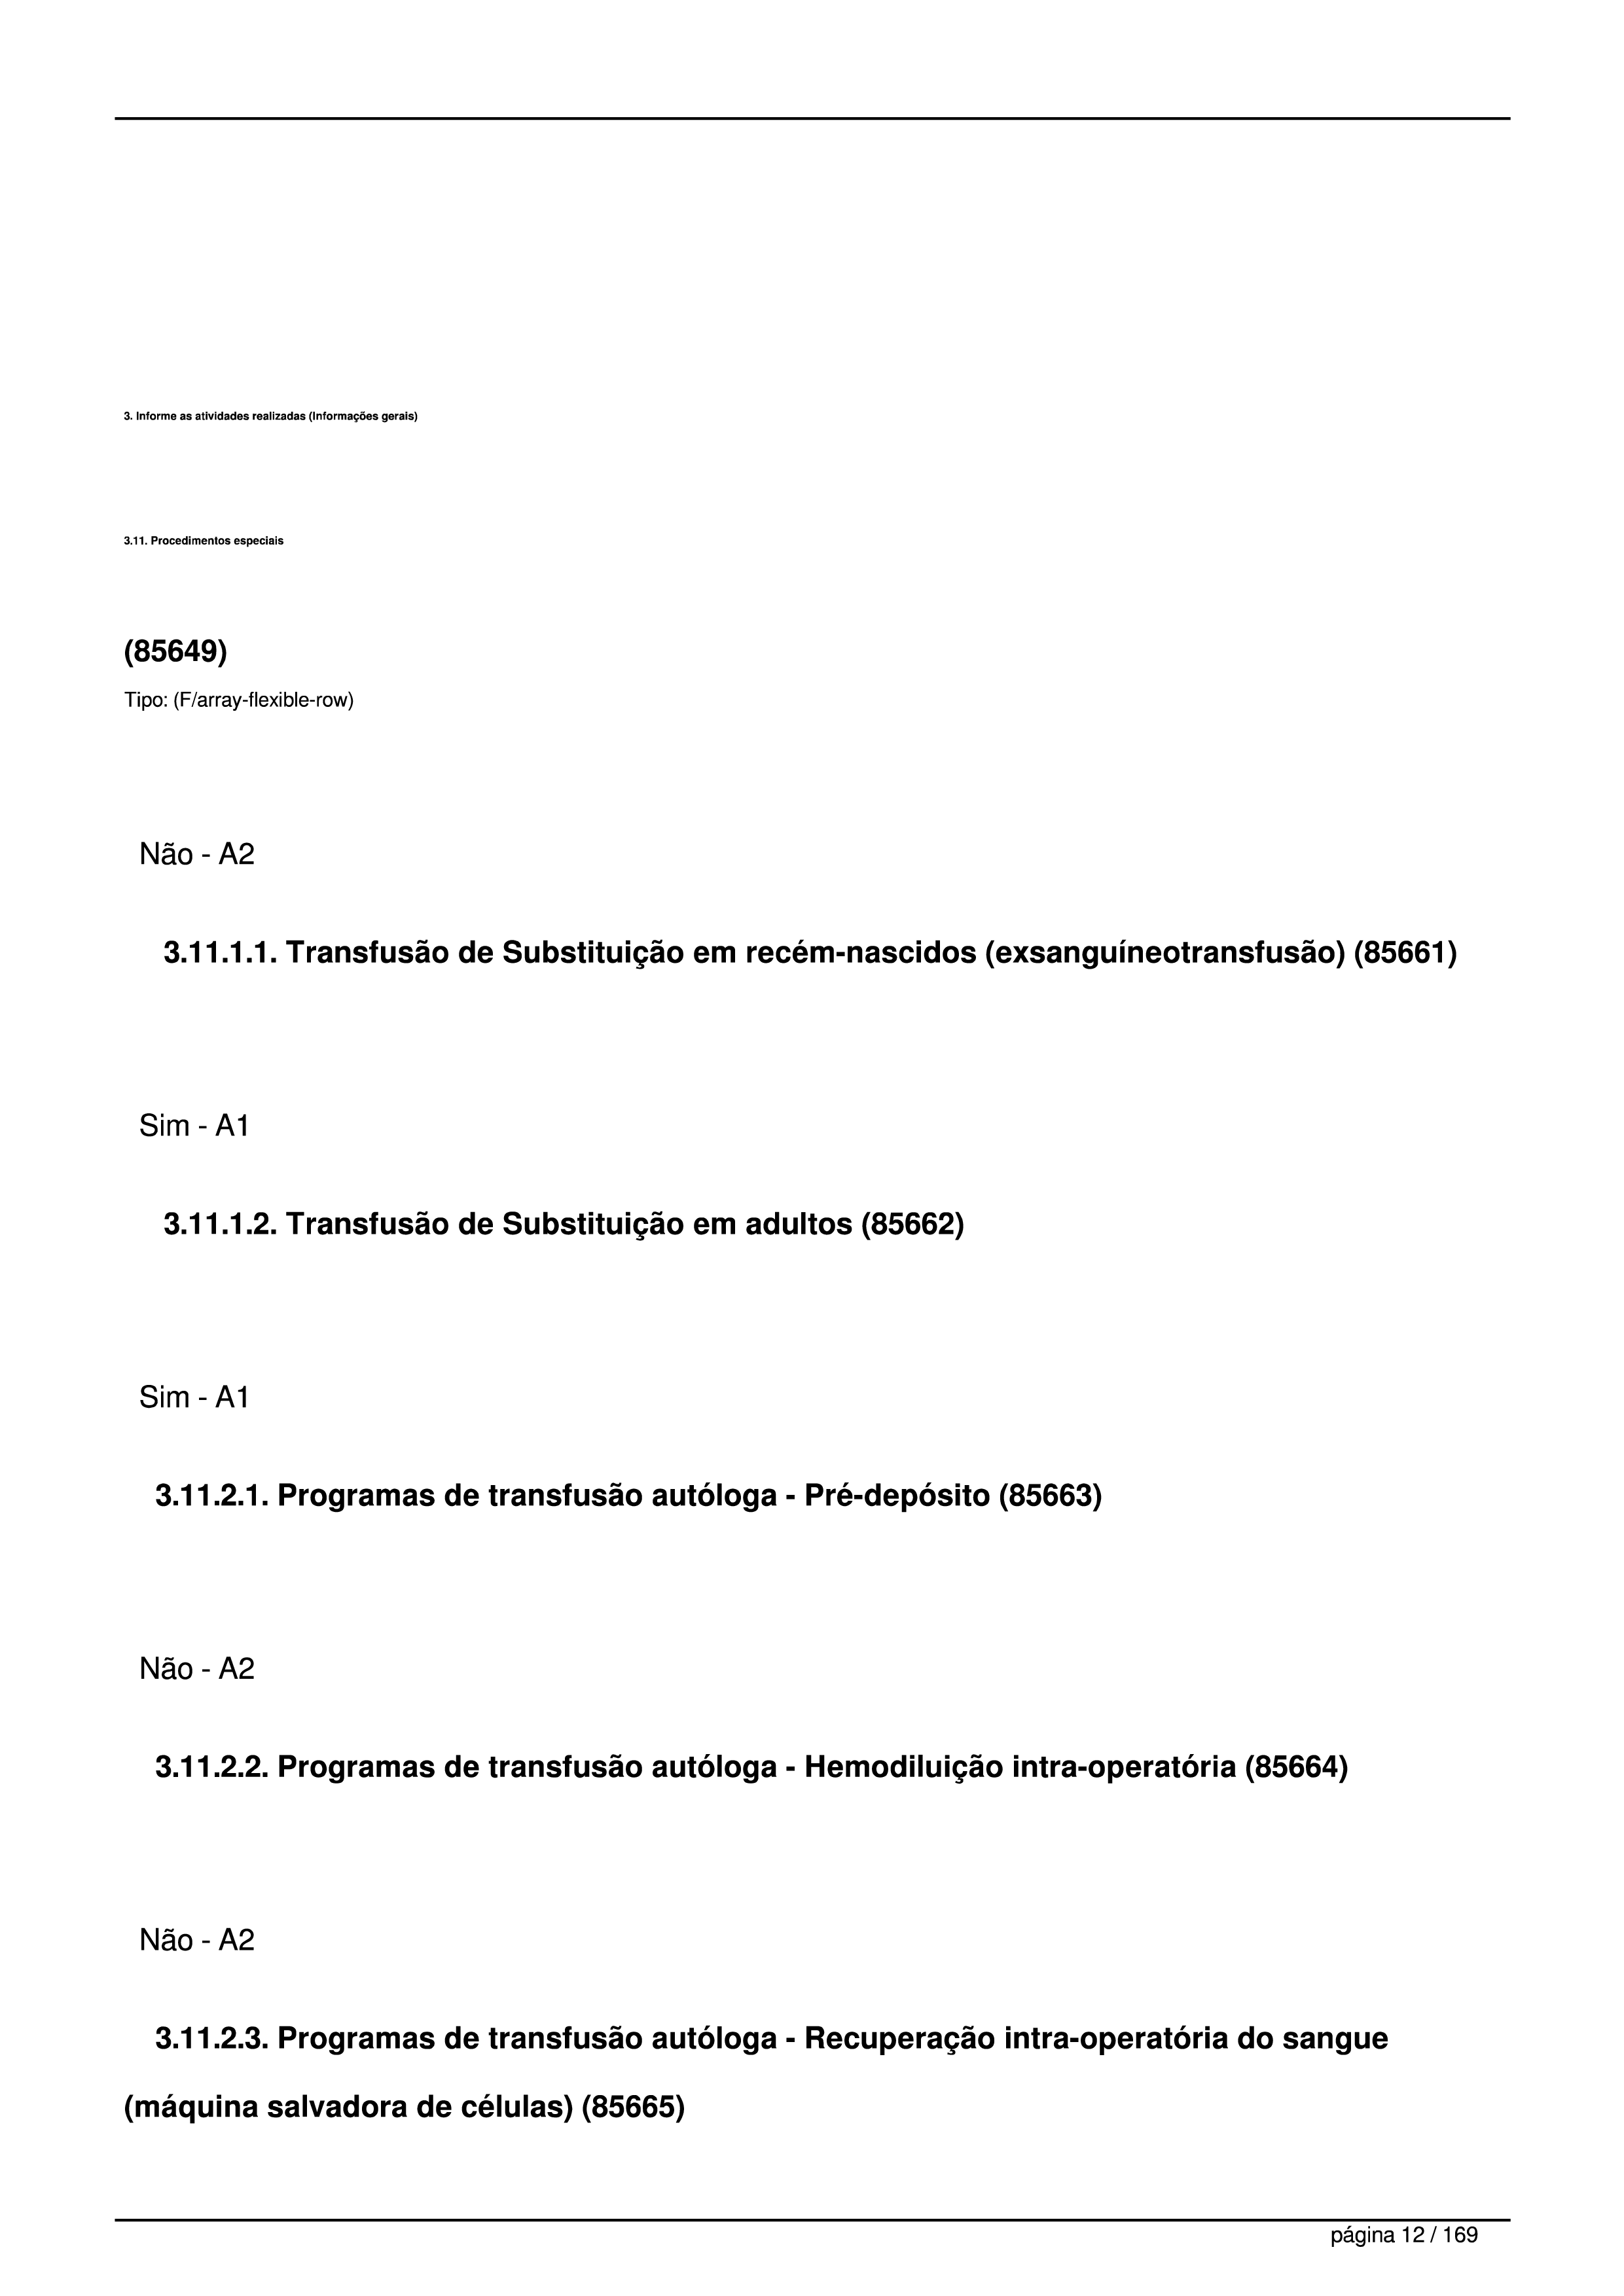 3. Informe as atividades realizadas (Informações gerais)
3.11. Procedimentos especiais
(85649)
Tipo: (F/array-flexible-row)
Não - A2
3.11.1.1. Transfusão de Substituição em recém-nascidos (exsanguíneotransfusão) (85661)
Sim - A1
3.11.1.2. Transfusão de Substituição em adultos (85662)
Sim - A1
3.11.2.1. Programas de transfusão autóloga - Pré-depósito (85663)
Não - A2
3.11.2.2. Programas de transfusão autóloga - Hemodiluição intra-operatória (85664)
Não - A2
3.11.2.3. Programas de transfusão autóloga - Recuperação intra-operatória do sangue
(máquina salvadora de células) (85665)
página 12 / 169